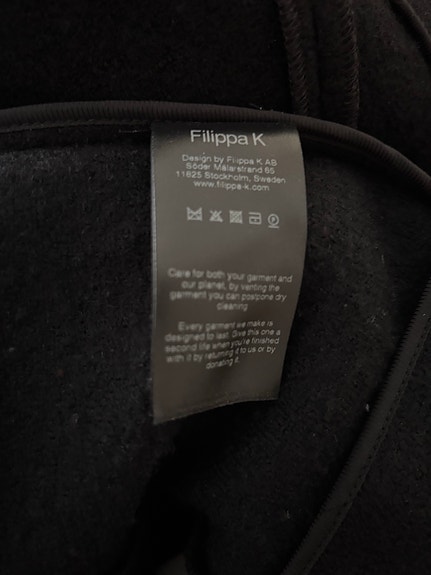 Filippa K
Design by Filippa K AB
Söder Mälarstrand 65
11825 Stockholm, Sweden
www.filippa-k.com
Care for both your garment and
our planet, by venting the
garment you can postpone dry
cleaning
Every garment we make is
designed to last. Give this one a
second life when you're finished
with it by returning it to us or by
donating it.